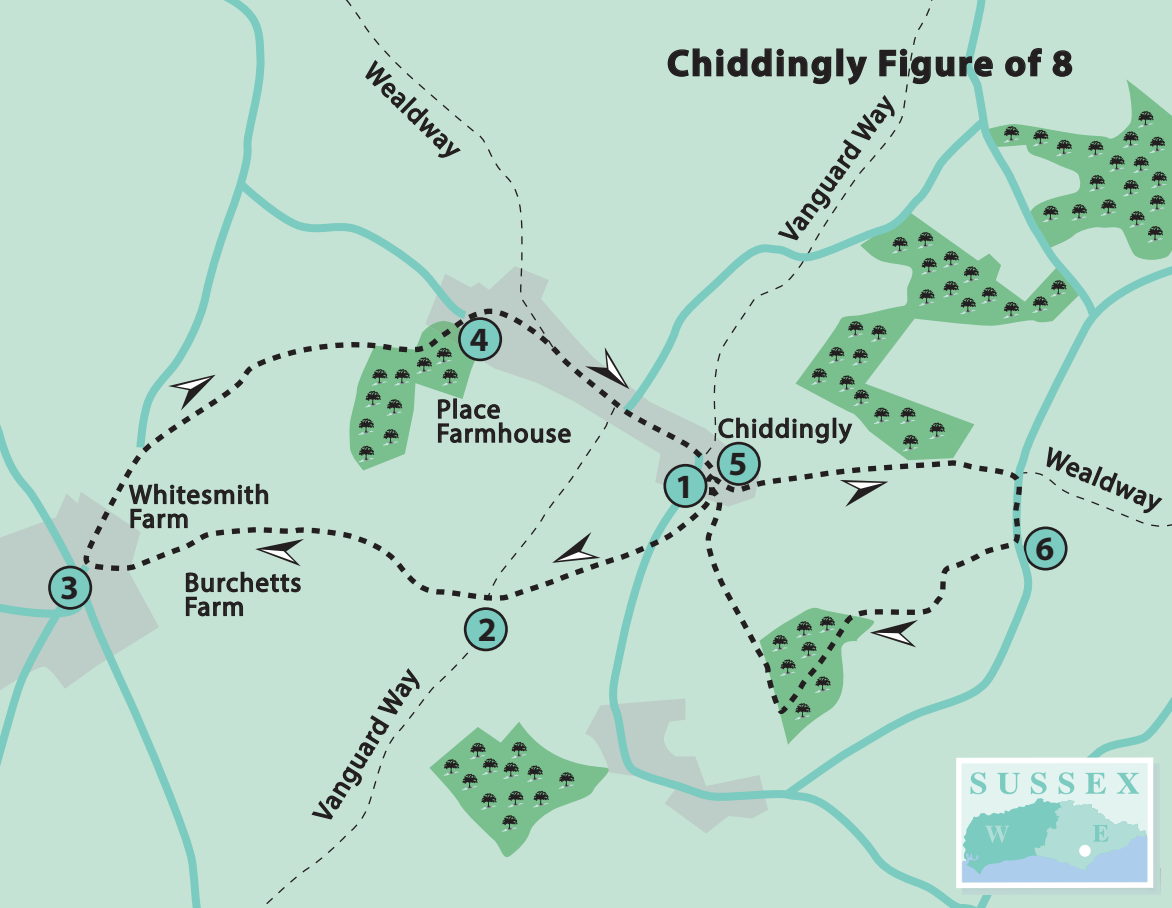 Chiddingly Figure of 8
Wealdway
Vanguard Way
4
Place
Farmhouse
Chiddingly
5
1
Wealdway
Whitesmith
Farm
6
3
Burchetts
Farm
2
Vanguard Way
SUSSEX
W
E